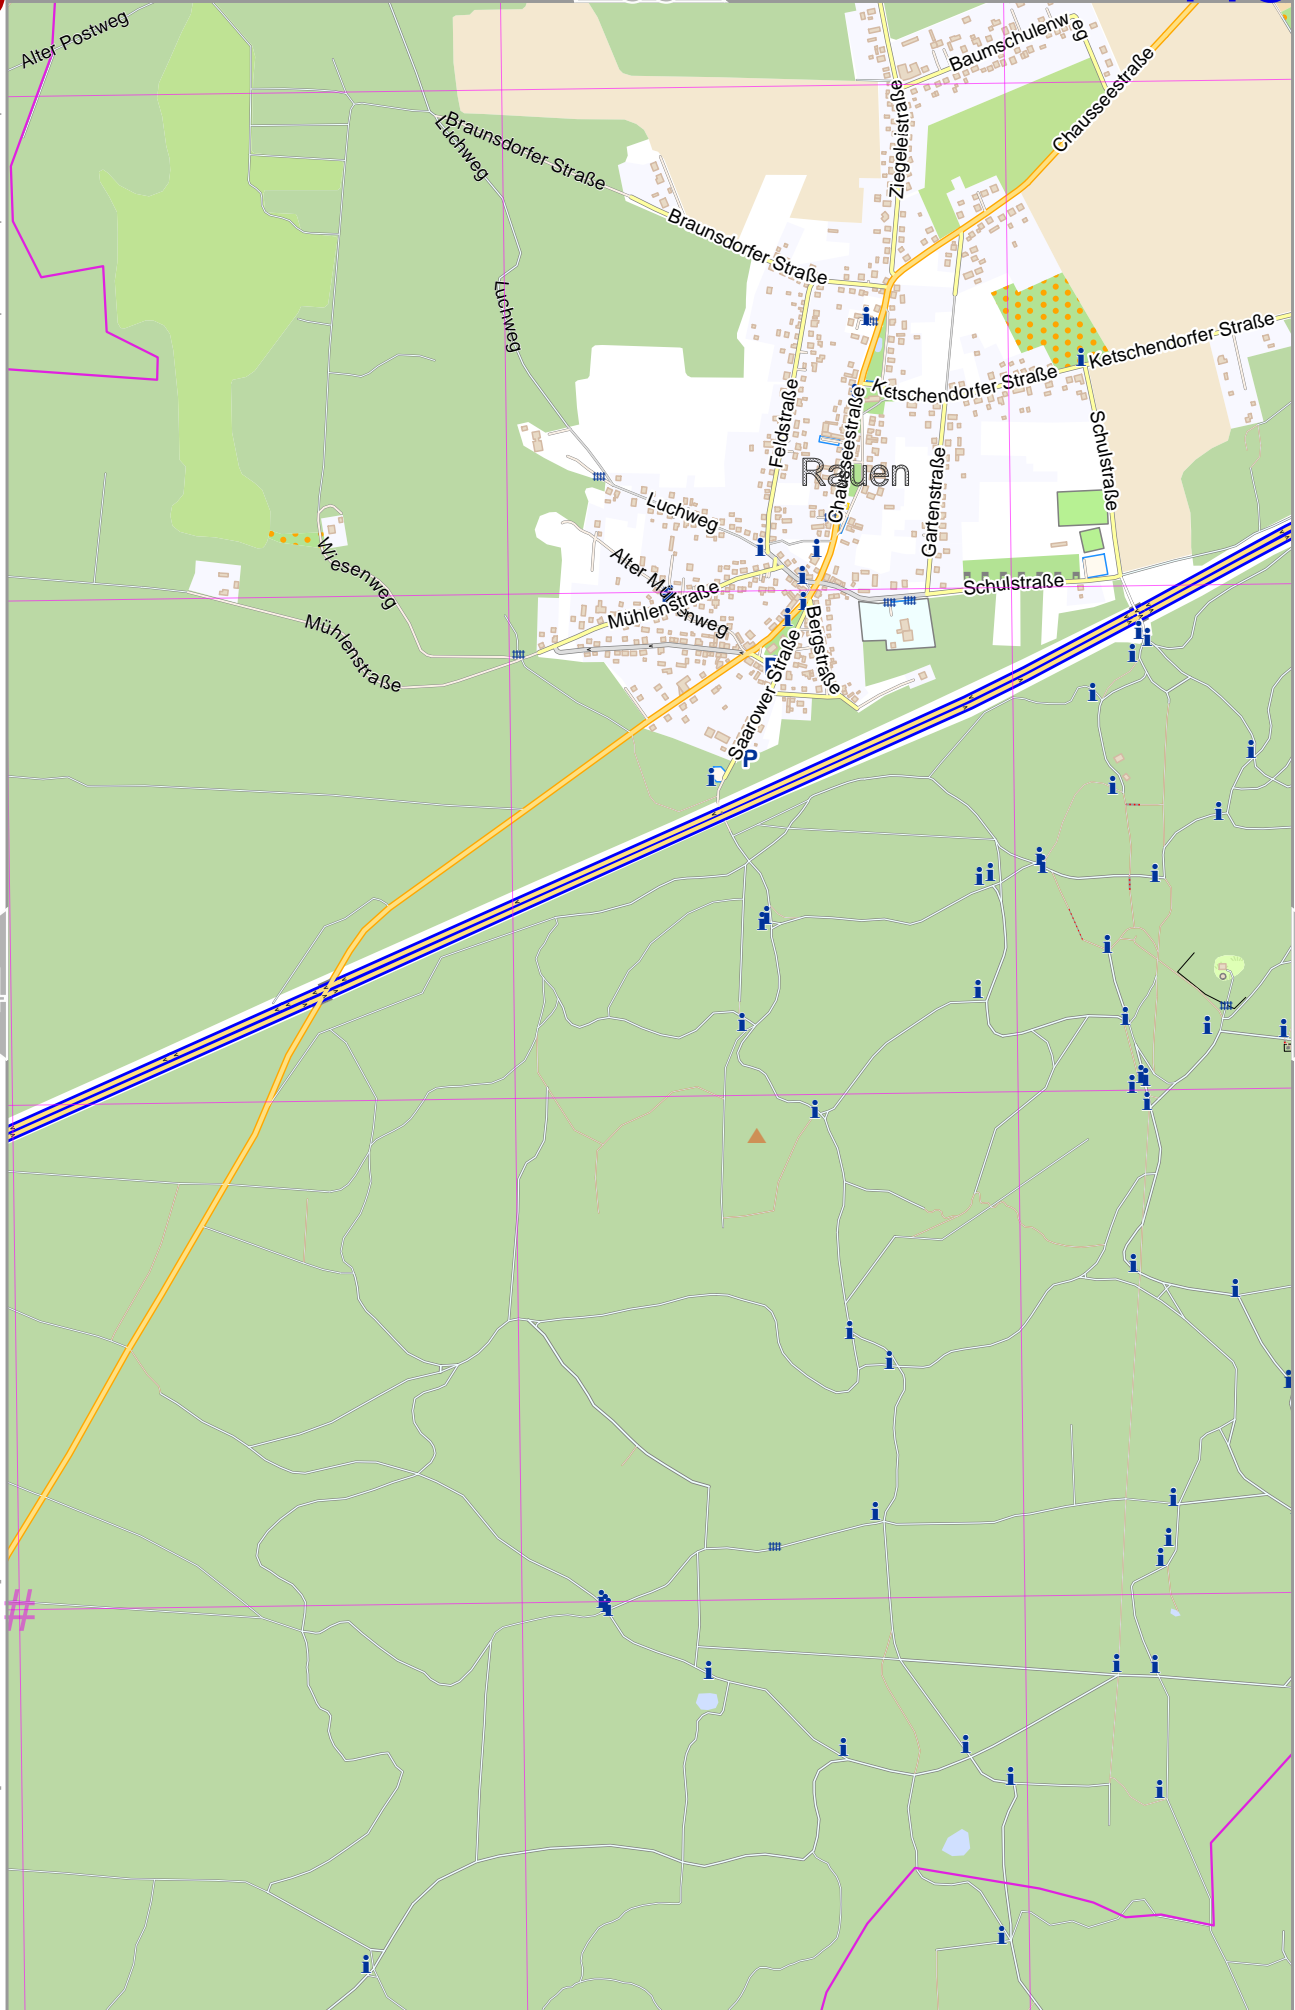 Alter Postweg
Baumschulenweg
Chausseestraße
Ziegeleistraße
Braunsdorfer Straße
Luchweg
Braunsdorfer Straße
Luchweg
Ketschendorfer Straße
Ketschendorfer Straße
Feldstraße
Chausseestraße
Schulstraße
Rauen
Gartenstraße
Luchweg
Alter Mühlenweg
Wiesenweg
Schulstraße
Mühlenstraße
Mühlenstraße
Bergstraße
Saarower Straße
P
#